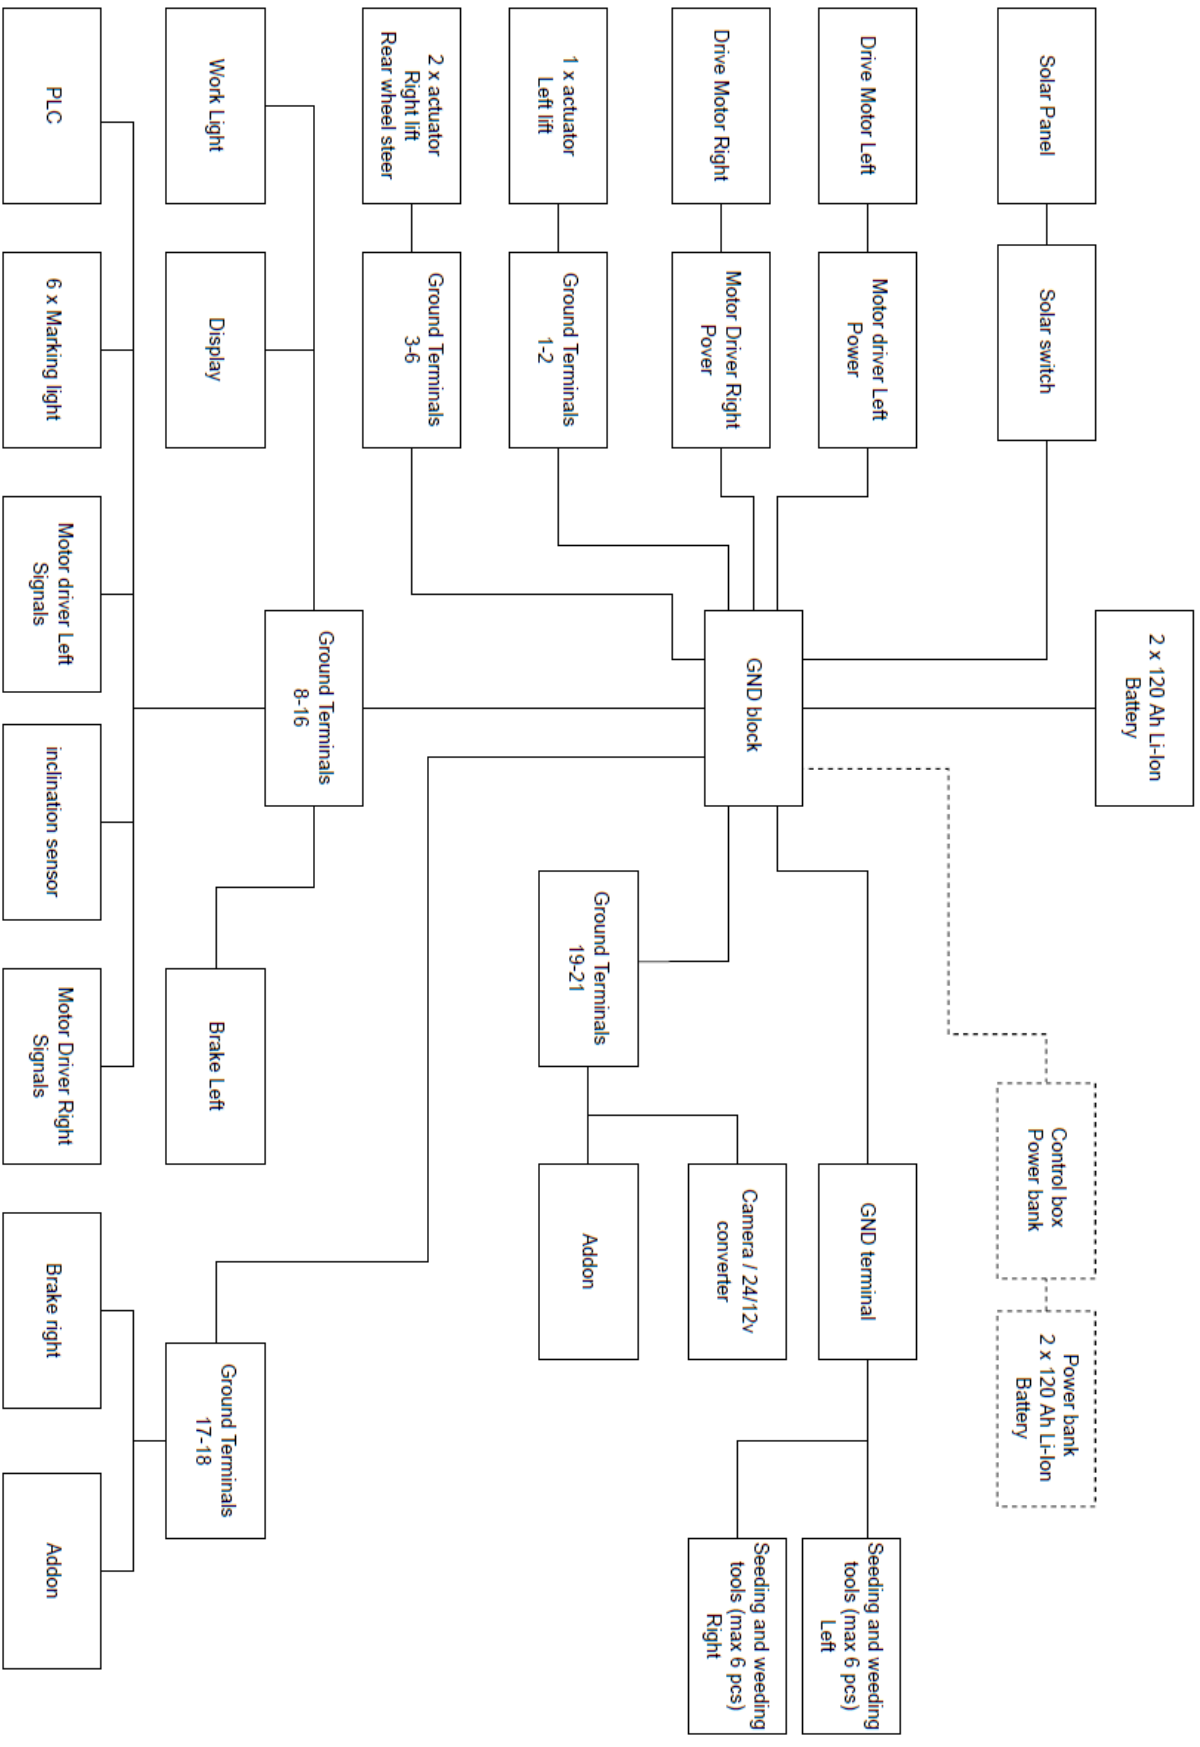 2 x 120 Ah Li-Ion
Battery
Solar Panel
Solar switch
Control box
Power bank
Power bank
2 x 120 Ah Li-Ion
Battery
Drive Motor Left
Motor driver Left
Power
GND terminal
Seeding and weeding
tools (max 6 pcs)
Left
Drive Motor Right
Motor Driver Right
Pover
GND block
Camera / 24/12v
converter
Seeding and weeding
tools (max 6 pcs)
Right
1 x actuator
Left lift
Ground Terminals
1-2
Ground Terminals
19-21
Addon
2 x actuator
Right lift
Rear wheel steer
Ground Terminals
3-6
Ground Terminals
8-16
Work Light
Display
Brake Left
Ground Terminals
17-18
PLC
6 x Marking light
Motor driver Left
Signals
inclination sensor
Motor Driver Right
Signals
Brake right
Addon